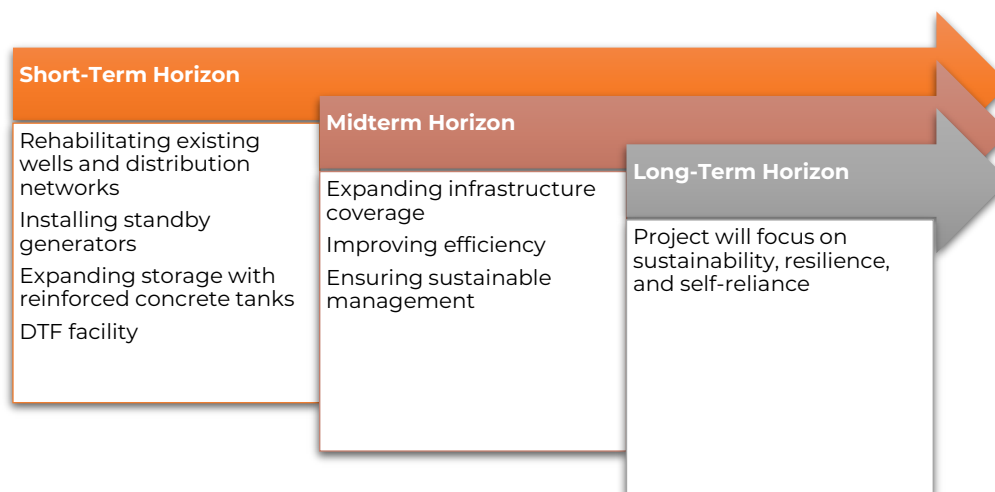 Short-Term Horizon
Rehabilitating existing
wells and distribution
networks
Installing standby
generators
Expanding storage with
reinforced concrete tanks
DTF facility
Midterm Horizon
Expanding infrastructure
coverage
Improving efficiency
Ensuring sustainable
management
Long-Term Horizon
Project will focus on
sustainability, resilience,
and self-reliance